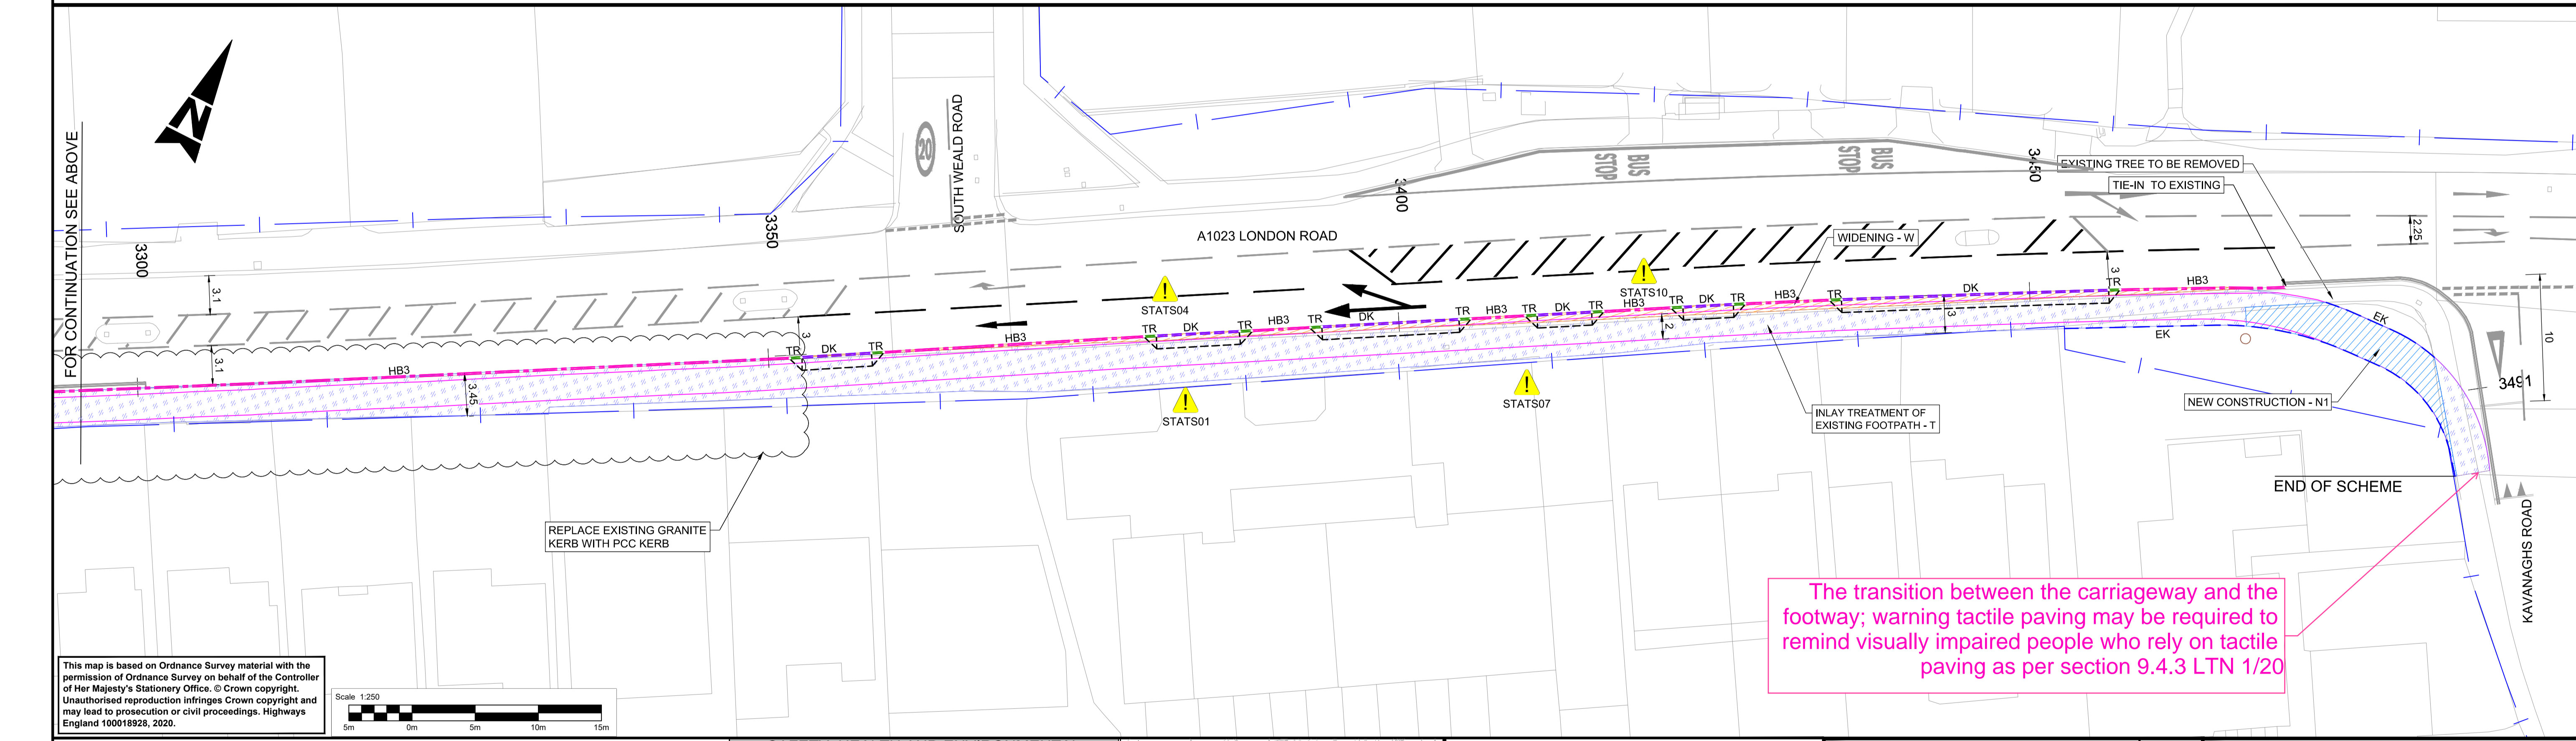 FOR CONTINUATION SEE ABOVE
N
3300
3.1
3.1
HB3
3.45
3350
3
TR
DK
TR
20
SOUTH WEALD ROAD
HB3
STATS04
TR
DK
TR
HB3
TR
DK
TR
HB3
TR
DK
TR
HB3
TR
DK
TR
HB3
TR
DK
TR
HB3
STATS01
STATS07
STATS10
A1023 LONDON ROAD
3400
BUS
STOP
BUS
STOP
3450
EXISTING TREE TO BE REMOVED
TIE-IN TO EXISTING
WIDENING - W
2
3
3
2.25
10
EK
EK
3491
NEW CONSTRUCTION - N1
INLAY TREATMENT OF
EXISTING FOOTPATH - T
END OF SCHEME
KAVANAGHS ROAD
REPLACE EXISTING GRANITE
KERB WITH PCC KERB
The transition between the carriageway and the
footway; warning tactile paving may be required to
remind visually impaired people who rely on tactile
paving as per section 9.4.3 LTN 1/20
This map is based on Ordnance Survey material with the
permission of Ordnance Survey on behalf of the Controller
of Her Majesty's Stationery Office. © Crown copyright.
Unauthorised reproduction infringes Crown copyright and
may lead to prosecution or civil proceedings. Highways
England 100018928, 2020.
Scale 1:250
5m 0m 5m 10m 15m